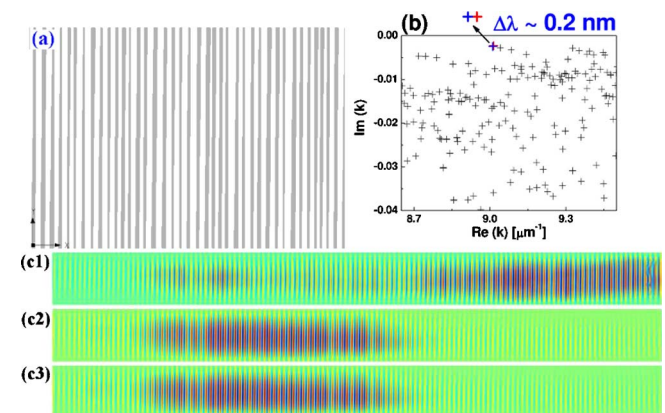 (a)
Y
X
(b)
Δλ ~ 0.2 nm
0.00
-0.01
-0.02
-0.03
-0.04
Im (k)
8.7 9.0 9.3
Re (k) [μm⁻¹]
(c1)
(c2)
(c3)